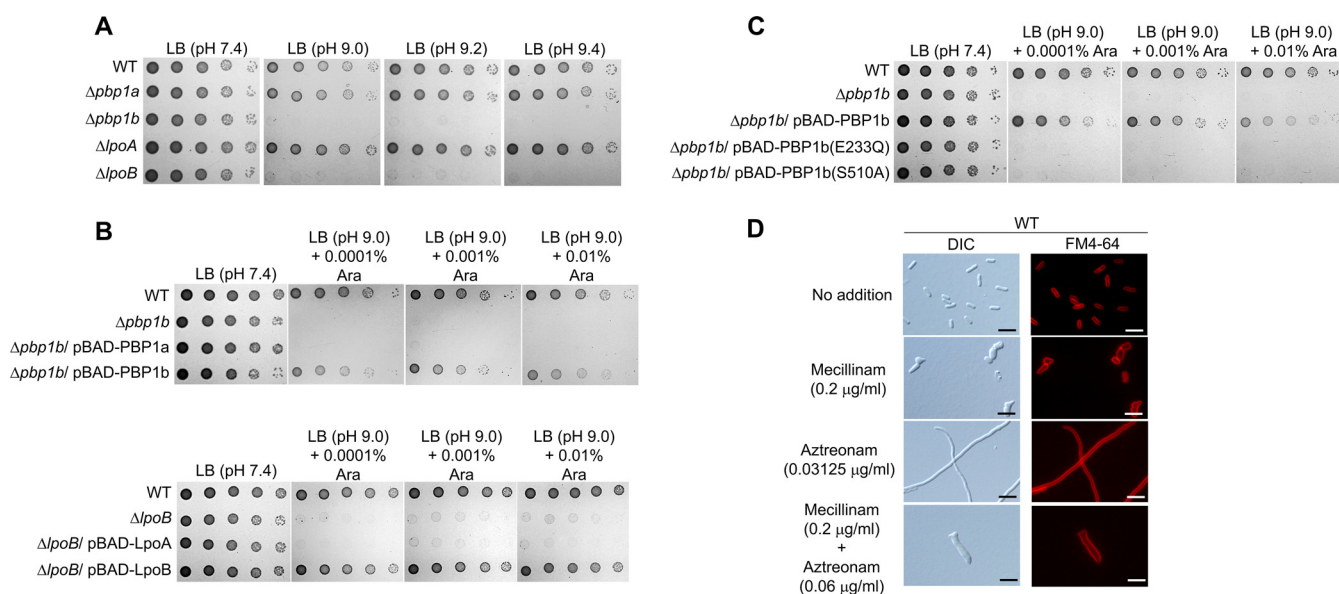 A
LB (pH 7.4) LB (pH 9.0) LB (pH 9.2) LB (pH 9.4)
WT
Δpbp1a
Δpbp1b
ΔlpoA
ΔlpoB
B
LB (pH 9.0) LB (pH 9.0) LB (pH 9.0)
+ 0.0001% + 0.001% + 0.01%
LB (pH 7.4) Ara Ara Ara
WT
Δpbp1b
Δpbp1b/ pBAD-PBP1a
Δpbp1b/ pBAD-PBP1b
LB (pH 9.0) LB (pH 9.0) LB (pH 9.0)
+ 0.0001% + 0.001% + 0.01%
LB (pH 7.4) Ara Ara Ara
WT
ΔlpoB
ΔlpoB/ pBAD-LpoA
ΔlpoB/ pBAD-LpoB
C
LB (pH 9.0) LB (pH 9.0) LB (pH 9.0)
LB (pH 7.4) + 0.0001% Ara + 0.001% Ara + 0.01% Ara
WT
Δpbp1b
Δpbp1b/ pBAD-PBP1b
Δpbp1b/ pBAD-PBP1b(E233Q)
Δpbp1b/ pBAD-PBP1b(S510A)
D
WT
DIC FM4-64
No addition
Mecillinam
(0.2 μg/ml)
Aztreonam
(0.03125 μg/ml)
Mecillinam
(0.2 μg/ml)
+
Aztreonam
(0.06 μg/ml)